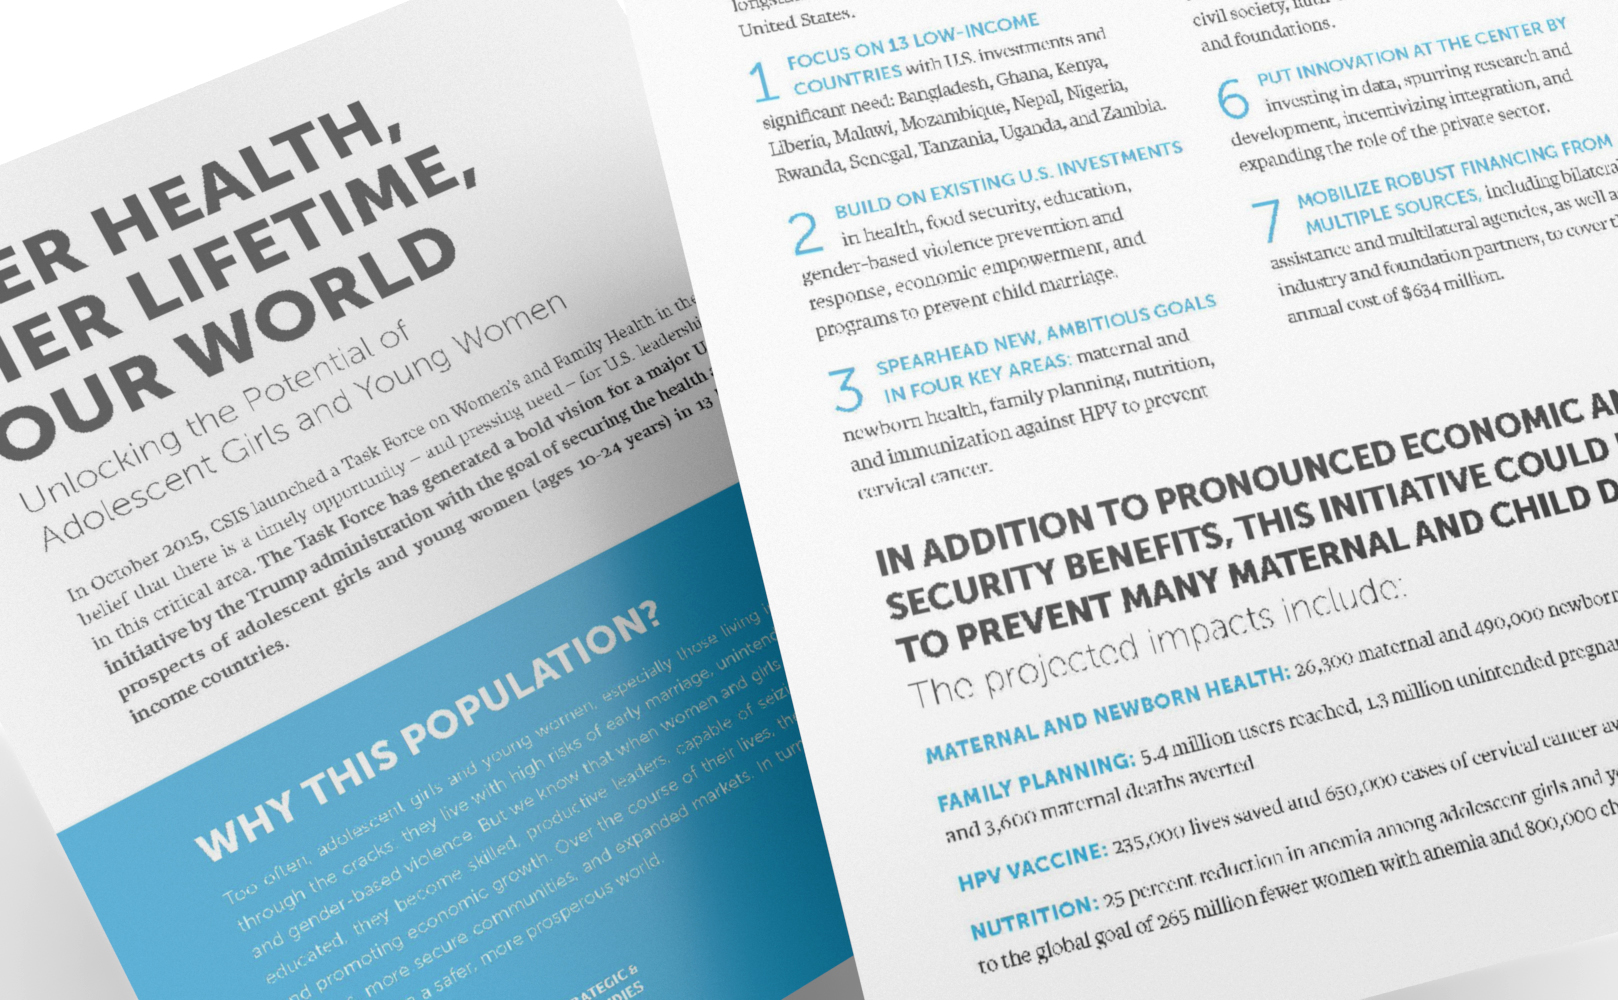 ER HEALTH,
HER LIFETIME,
OUR WORLD
Unlocking the Potential of
Adolescent Girls and Young Women
In October 2015, CSIS launched a Task Force on Women's and Family Health in the
belief that there is a timely opportunity – and pressing need – for U.S. leadership
in this critical area. The Task Force has generated a bold vision for a major U
initiative by the Trump administration with the goal of securing the health
prospects of adolescent girls and young women (ages 10-24 years) in 13
income countries.
WHY THIS POPULATION?
Too often, adolescent girls and young women, especially those living
through the cracks: they live with high risks of early marriage, unintend
and gender-based violence. But we know that when women and girls
educated, they become skilled, productive leaders, capable of seizi
nd promoting economic growth. Over the course of their lives, the
more secure communities, and expanded markets. In turn
a safer, more prosperous world.
ATEGIC &
DIES
United States.
1 FOCUS ON 13 LOW-INCOME
COUNTRIES with U.S. investments and
significant need: Bangladesh, Ghana, Kenya,
Liberia, Malawi, Mozambique, Nepal, Nigeria,
Rwanda, Senegal, Tanzania, Uganda, and Zambia.
2 BUILD ON EXISTING U.S. INVESTMENTS
in health, food security, education,
gender-based violence prevention and
response, economic empowerment, and
programs to prevent child marriage.
3 SPEARHEAD NEW, AMBITIOUS GOALS
IN FOUR KEY AREAS: maternal and
newborn health, family planning, nutrition,
and immunization against HPV to prevent
cervical cancer.
civil society,
and foundations.
6 PUT INNOVATION AT THE CENTER BY
investing in data, spurring research and
development, incentivizing integration, and
expanding the role of the private sector.
7 MOBILIZE ROBUST FINANCING FROM
MULTIPLE SOURCES, including bilateral
assistance and multilateral agencies, as well a
industry and foundation partners, to cover t
annual cost of $634 million.
IN ADDITION TO PRONOUNCED ECONOMIC AN
SECURITY BENEFITS, THIS INITIATIVE COULD
TO PREVENT MANY MATERNAL AND CHILD D
The projected impacts include:
MATERNAL AND NEWBORN HEALTH: 26,300 maternal and 490,000 newborn
FAMILY PLANNING: 5.4 million users reached, 1.3 million unintended pregnan
and 3,600 maternal deaths averted
HPV VACCINE: 235,000 lives saved and 650,000 cases of cervical cancer av
NUTRITION: 25 percent reduction in anemia among adolescent girls and y
to the global goal of 265 million fewer women with anemia and 800,000 ch